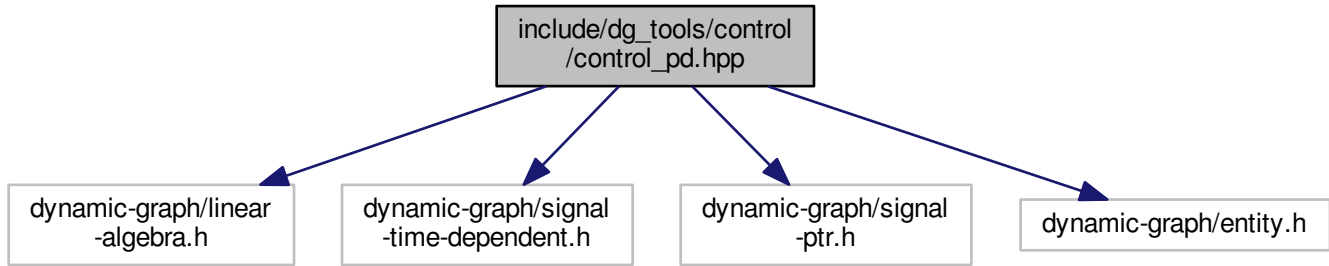 include/dg_tools/control
/control_pd.hpp
dynamic-graph/linear
-algebra.h
dynamic-graph/signal
-time-dependent.h
dynamic-graph/signal
-ptr.h
dynamic-graph/entity.h